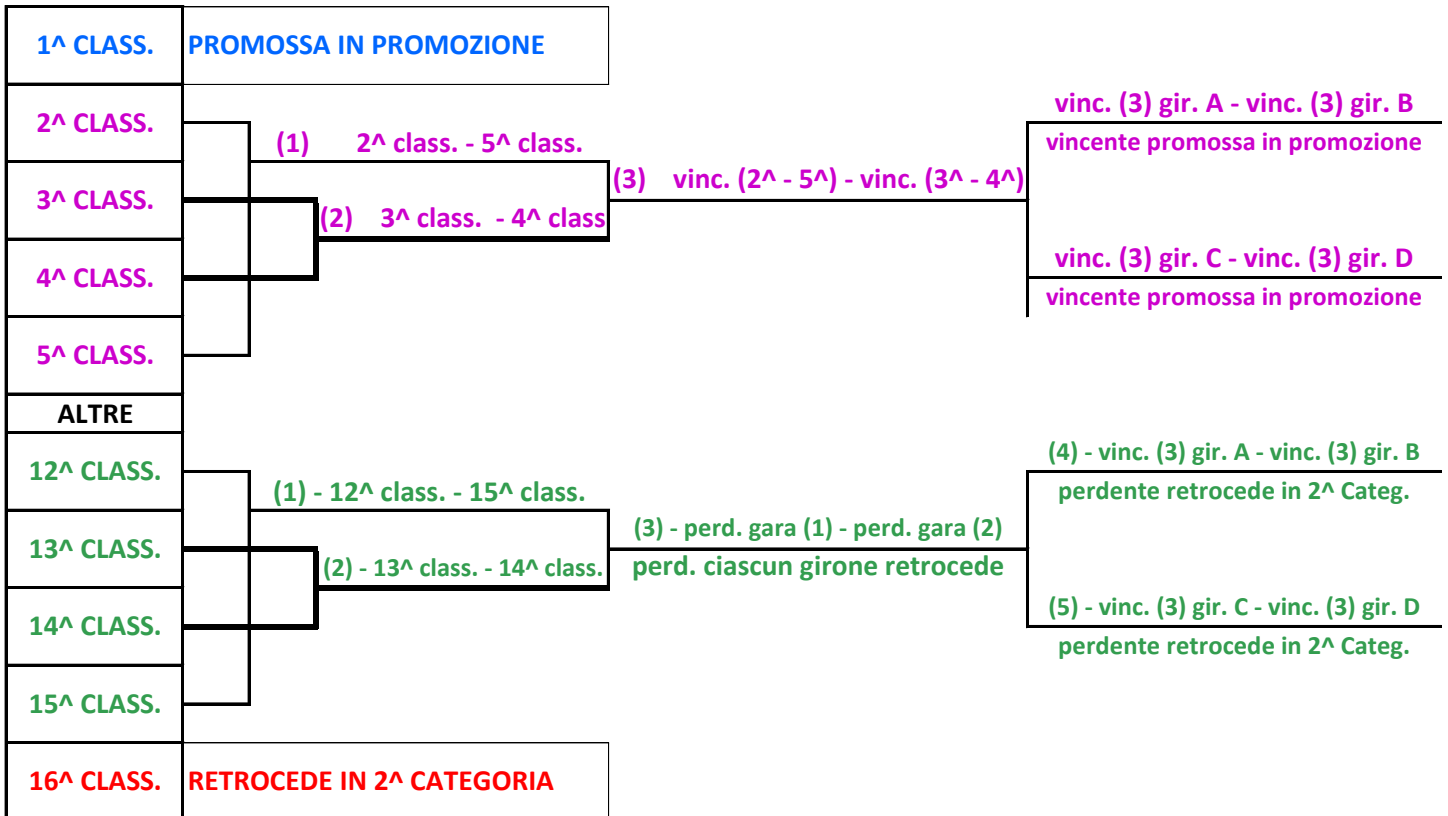 1^ CLASS. PROMOSSA IN PROMOZIONE
2^ CLASS.
vinc. (3) gir. A - vinc. (3) gir. B
vincente promossa in promozione
(1) 2^ class. - 5^ class.
3^ CLASS.
(3) vinc. (2^ - 5^) - vinc. (3^ - 4^)
(2) 3^ class. - 4^ class
4^ CLASS.
vinc. (3) gir. C - vinc. (3) gir. D
vincente promossa in promozione
5^ CLASS.
ALTRE
12^ CLASS.
(4) - vinc. (3) gir. A - vinc. (3) gir. B
perdente retrocede in 2^ Categ.
(1) - 12^ class. - 15^ class.
13^ CLASS.
(3) - perd. gara (1) - perd. gara (2)
perd. ciascun girone retrocede
(2) - 13^ class. - 14^ class.
14^ CLASS.
(5) - vinc. (3) gir. C - vinc. (3) gir. D
perdente retrocede in 2^ Categ.
15^ CLASS.
16^ CLASS. RETROCEDE IN 2^ CATEGORIA